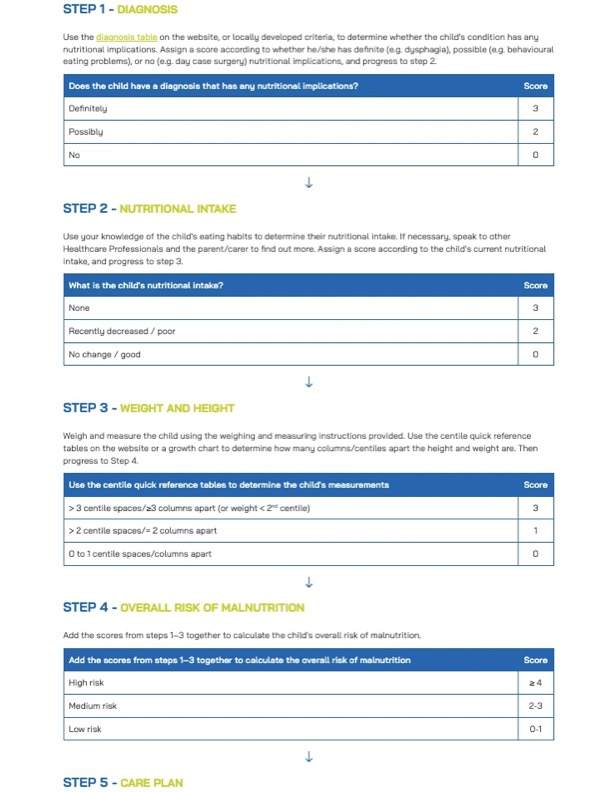 STEP 1 - DIAGNOSIS
Use the diagnosis table on the website, or locally developed criteria, to determine whether the child's condition has any
nutritional implications. Assign a score according to whether he/she has definite (e.g. dysphagia), possible (e.g. behavioural
eating problems), or no (e.g. day case surgery) nutritional implications, and progress to step 2.
Does the child have a diagnosis that has any nutritional implications? Score
Definitely 3
Possibly 2
No 0
↓
STEP 2 - NUTRITIONAL INTAKE
Use your knowledge of the child's eating habits to determine their nutritional intake. If necessary, speak to other
Healthcare Professionals and the parent/carer to find out more. Assign a score according to the child's current nutritional
intake, and progress to step 3.
What is the child's nutritional intake? Score
None 3
Recently decreased / poor 2
No change / good 0
↓
STEP 3 - WEIGHT AND HEIGHT
Weigh and measure the child using the weighing and measuring instructions provided. Use the centile quick reference
tables on the website or a growth chart to determine how many columns/centiles apart the height and weight are. Then
progress to Step 4.
Use the centile quick reference tables to determine the child's measurements Score
> 3 centile spaces/≥3 columns apart (or weight < 2nd centile) 3
> 2 centile spaces/= 2 columns apart 1
0 to 1 centile spaces/columns apart 0
↓
STEP 4 - OVERALL RISK OF MALNUTRITION
Add the scores from steps 1–3 together to calculate the child's overall risk of malnutrition.
Add the scores from steps 1–3 together to calculate the overall risk of malnutrition Score
High risk ≥ 4
Medium risk 2-3
Low risk 0-1
↓
STEP 5 - CARE PLAN